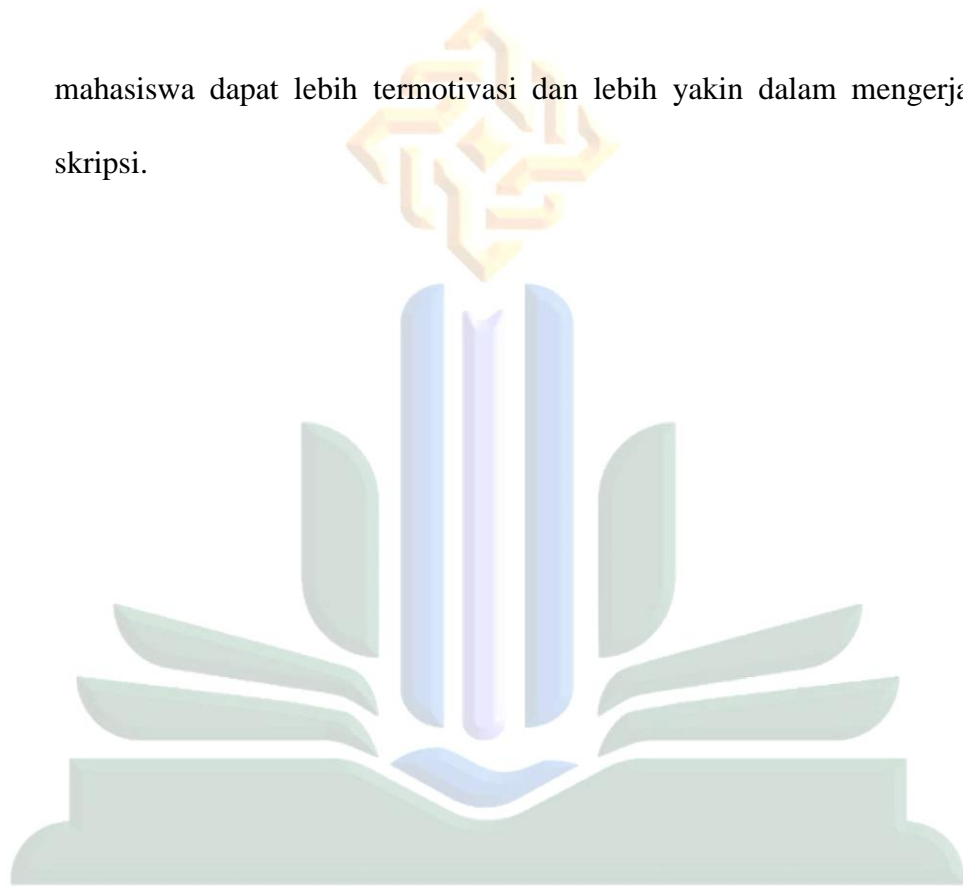 mahasiswa dapat lebih termotivasi dan lebih yakin dalam mengerja
skripsi.